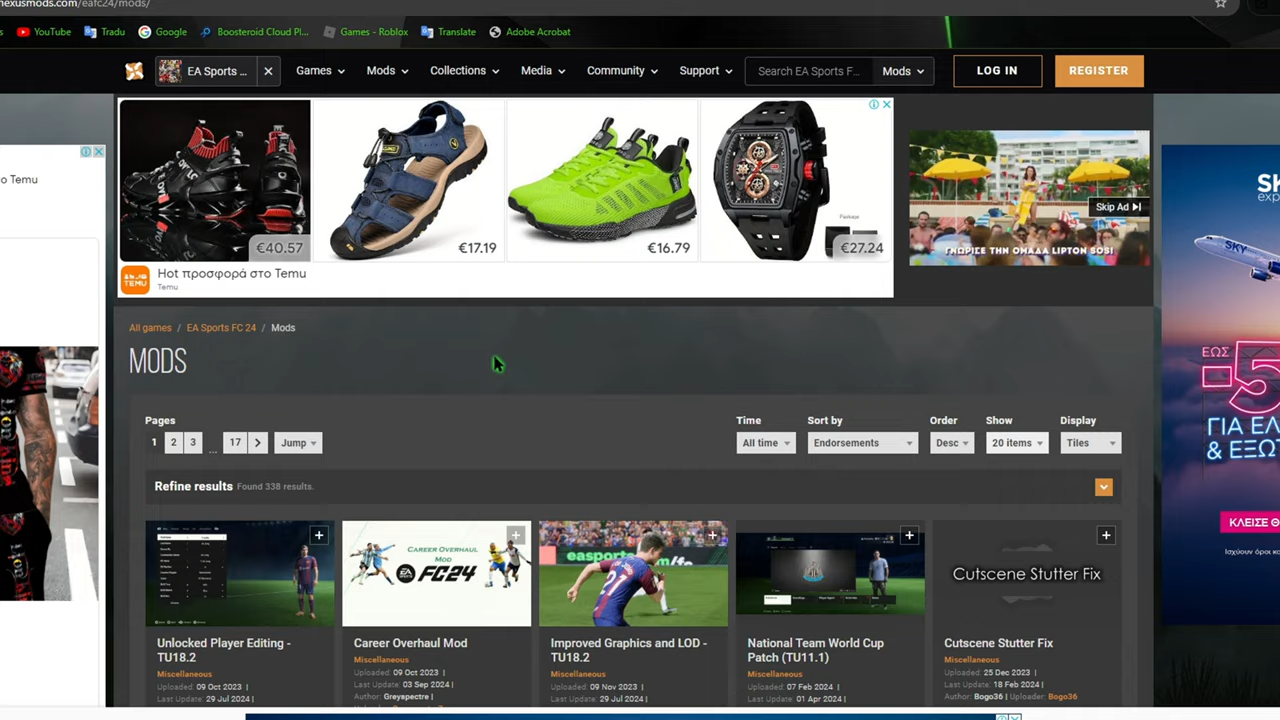 nexusmods.com/eafc24/mods/
YouTube
Tradu
Google
Boosteroid Cloud Pl...
Games - Roblox
Translate
Adobe Acrobat
EA Sports ...
Games
Mods
Collections
Media
Community
Support
Search EA Sports F...
Mods
LOG IN
REGISTER
€40.57
€17.19
€16.79
Package
€27.24
Hot προσφορά στο Temu
Temu
Skip Ad
ΓΝΩΡΙΣΕ ΤΗΝ ΟΜΑΔΑ LIPTON SOS!
ο Temu
SK
exp
SKY
ΕΩΣ
-5
ΓΙΑ ΕΛ
& ΕΞΩ
ΚΛΕΙΣΕ Θ
Ισχύουν όροι κ
All games / EA Sports FC 24 / Mods
MODS
Pages
1 2 3 ... 17 > Jump
Time
All time
Sort by
Endorsements
Order
Desc
Show
20 items
Display
Tiles
Refine results Found 338 results.
CAREER OVERHAUL
MOD
EA SPORTS FC24
easports
Cutscene Stutter Fix
Unlocked Player Editing -
TU18.2
Miscellaneous
Uploaded: 09 Oct 2023 |
Last Update: 29 Jul 2024 |
Career Overhaul Mod
Miscellaneous
Uploaded: 09 Oct 2023 |
Last Update: 03 Sep 2024 |
Author: Greyapectre |
Improved Graphics and LOD -
TU18.2
Miscellaneous
Uploaded: 09 Nov 2023 |
Last Update: 29 Jul 2024 |
National Team World Cup
Patch (TU11.1)
Miscellaneous
Uploaded: 07 Feb 2024 |
Last Update: 01 Apr 2024 |
Cutscene Stutter Fix
Miscellaneous
Uploaded: 25 Dec 2023 |
Last Update: 18 Feb 2024 |
Author: Bogo36 | Uploader: Bogo36